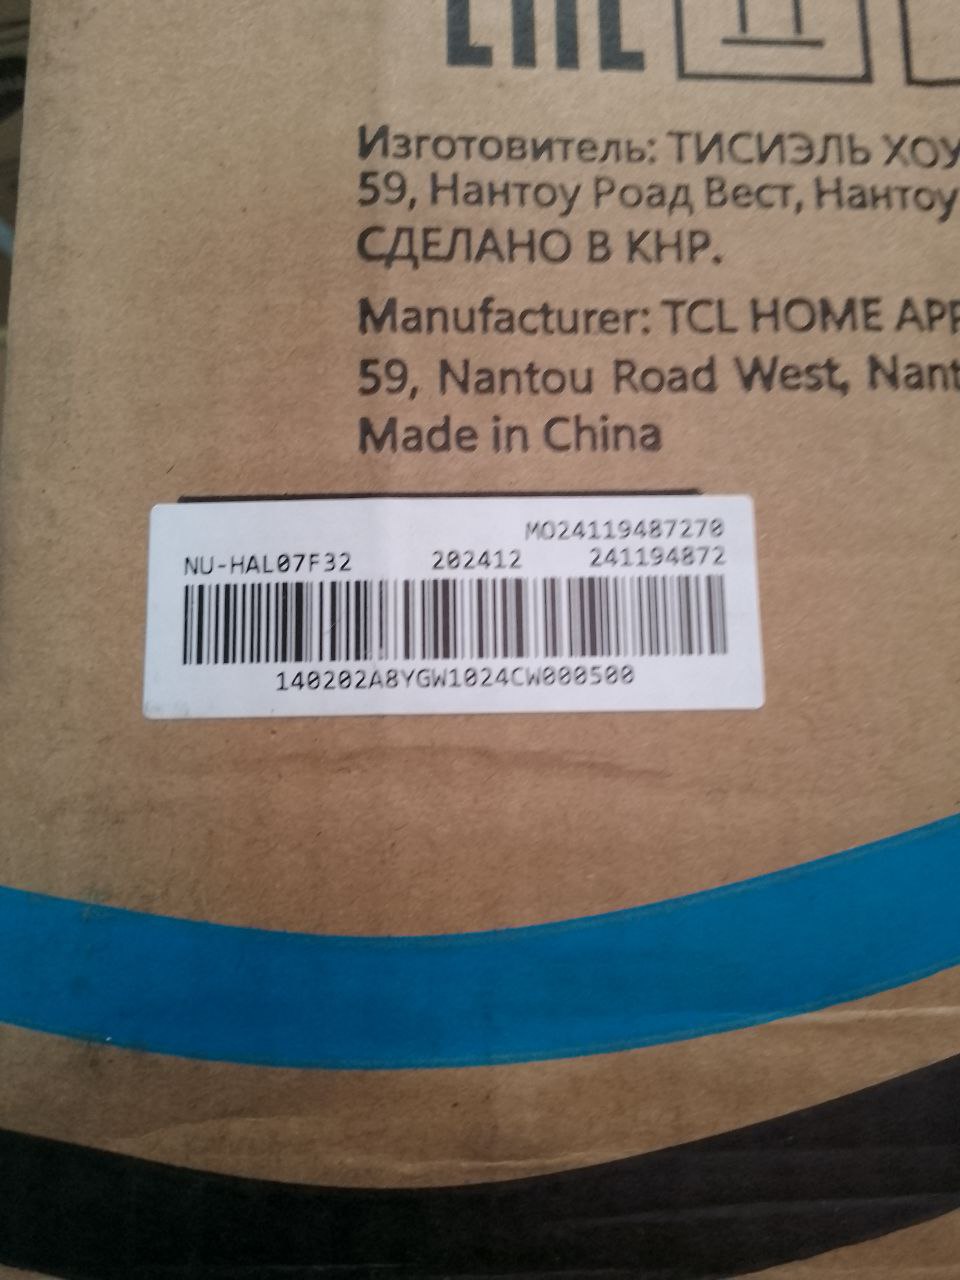 EAC
Изготовитель: ТИСИЭЛЬ ХОУ
59, Нантоу Роад Вест, Нантоу
СДЕЛАНО В КНР.
Manufacturer: TCL HOME APP
59, Nantou Road West, Nant
Made in China
MO24119487270
NU-HAL07F32 202412 241194872
140202A8YGW1024CW000500